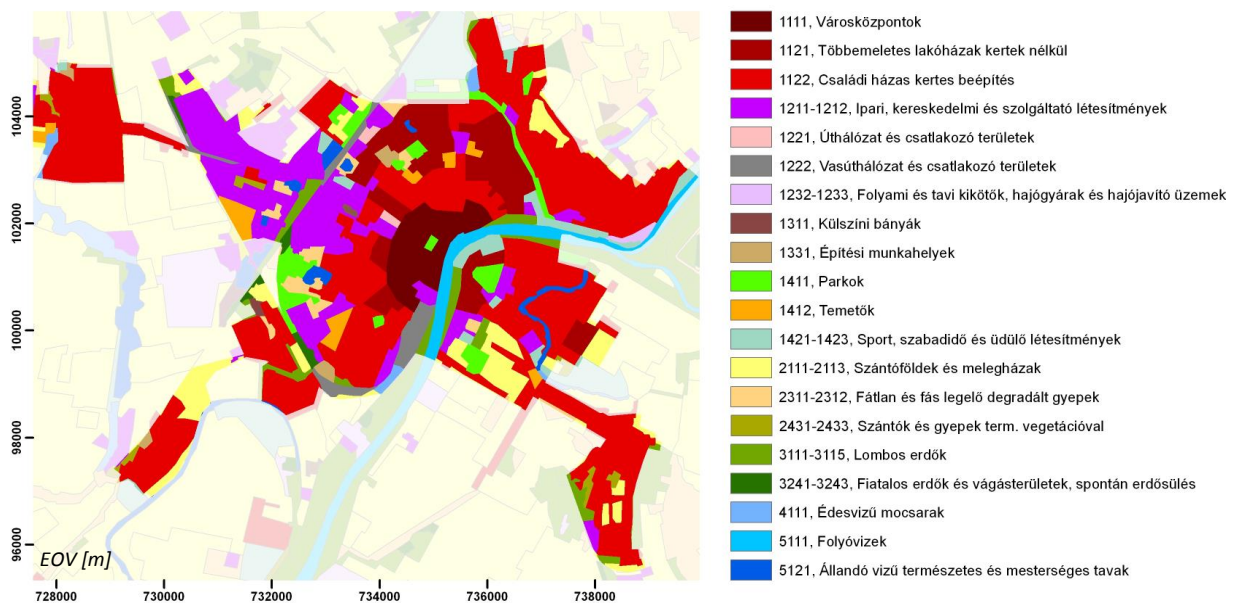 104000
102000
100000
98000
96000
EOV [m]
728000 730000 732000 734000 736000 738000
1111, Városközpontok
1121, Többemeletes lakóházak kertek nélkül
1122, Családi házas kertes beépítés
1211-1212, Ipari, kereskedelmi és szolgáltató létesítmények
1221, Úthálózat és csatlakozó területek
1222, Vasúthálózat és csatlakozó területek
1232-1233, Folyami és tavi kikötők, hajógyárak és hajójavító üzemek
1311, Külszíni bányák
1331, Építési munkahelyek
1411, Parkok
1412, Temetők
1421-1423, Sport, szabadidő és üdülő létesítmények
2111-2113, Szántóföldek és melegházak
2311-2312, Fátlan és fás legelő degradált gyepek
2431-2433, Szántók és gyepek term. vegetációval
3111-3115, Lombos erdők
3241-3243, Fiatalos erdők és vágásterületek, spontán erdősülés
4111, Édesvizű mocsarak
5111, Folyóvizek
5121, Állandó vizű természetes és mesterséges tavak